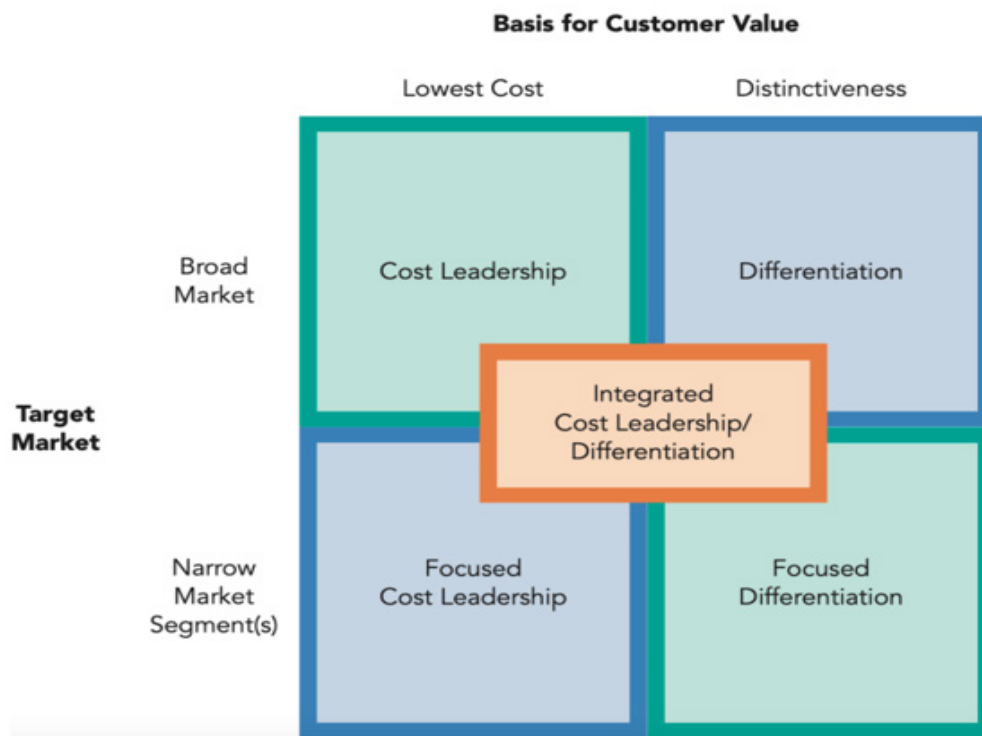 Basis for Customer Value
Lowest Cost
Distinctiveness
Broad
Market
Cost Leadership
Differentiation
Target
Market
Integrated
Cost Leadership/
Differentiation
Narrow
Market
Segment(s)
Focused
Cost Leadership
Focused
Differentiation